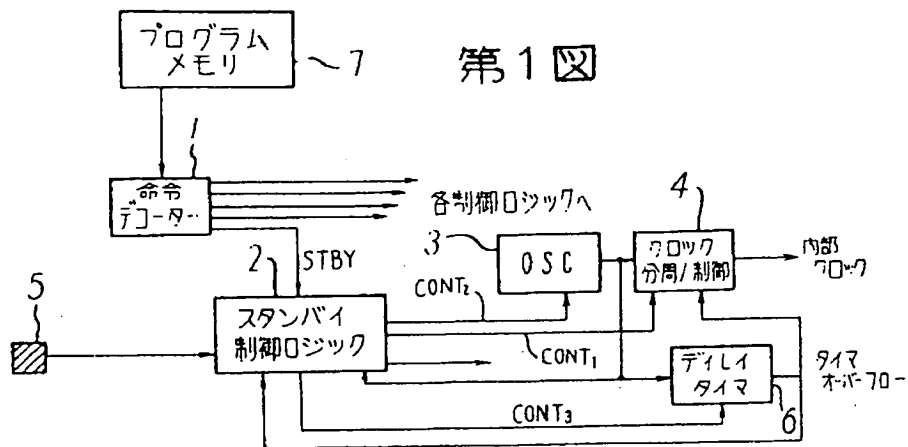 プログラム
メモリ
7
第1図
1
命令
デコーダー
各制御ロジックへ
3
OSC
4
クロック
分周/制御
内部
クロック
STBY
2
スタンバイ
制御ロジック
CONT₂
CONT₁
5
ディレイ
タイマ
6
タイマ
オーバーフロー
CONT₃